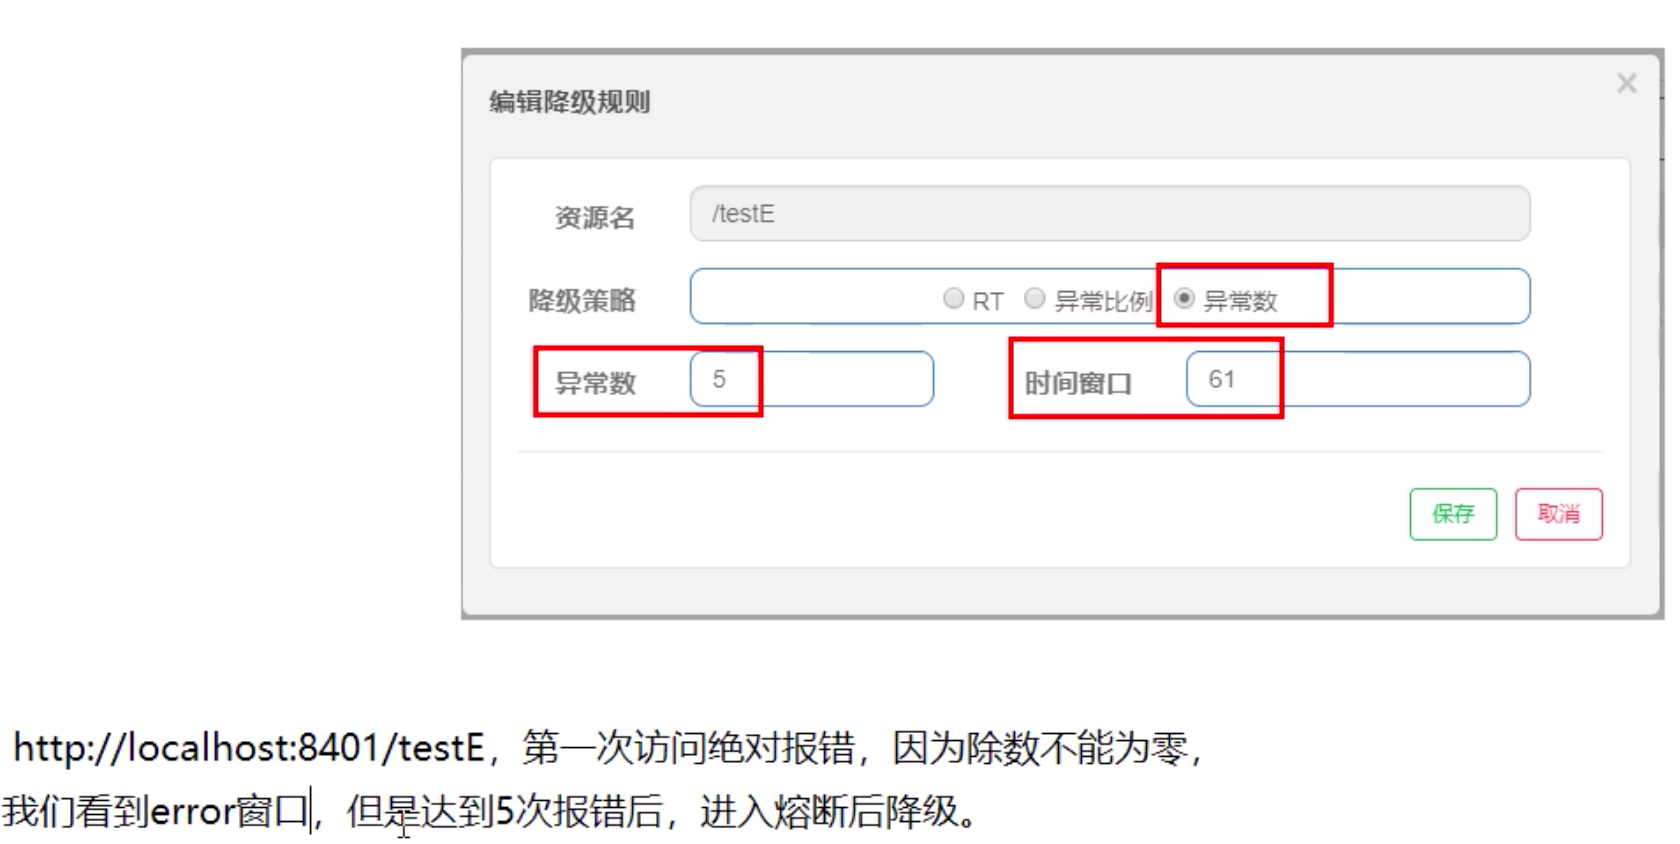 编辑降级规则
×
资源名 /testE
降级策略 RT 异常比例 异常数
异常数 5 时间窗口 61
保存 取消
http://localhost:8401/testE，第一次访问绝对报错，因为除数不能为零，
我们看到error窗口，但是达到5次报错后，进入熔断后降级。